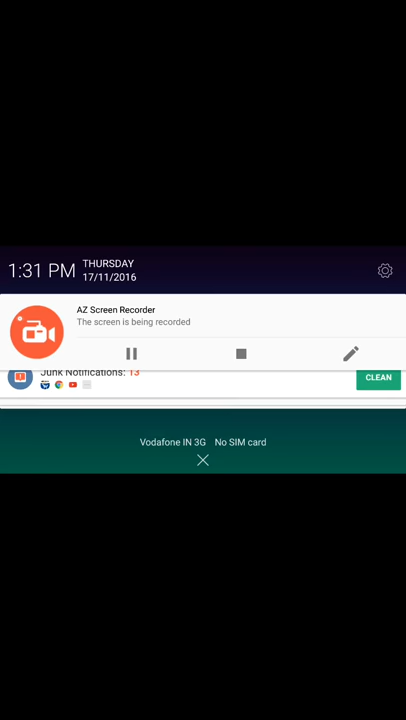 1:31 PM
THURSDAY
17/11/2016
AZ Screen Recorder
The screen is being recorded
Junk Notifications: 13
CLEAN
Vodafone IN 3G No SIM card